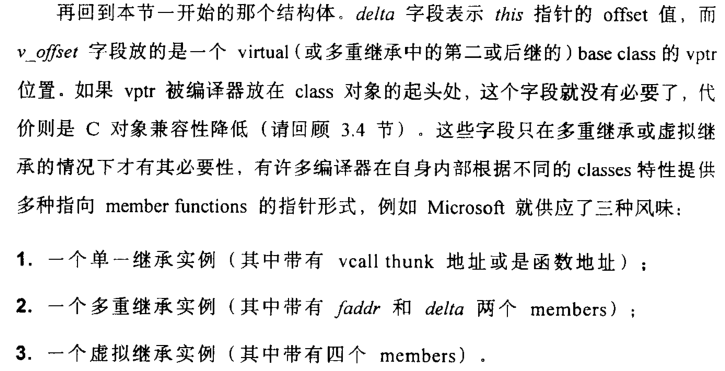 再回到本节一开始的那个结构体。delta 字段表示 this 指针的 offset 值，而
v_offset 字段放的是一个 virtual（或多重继承中的第二或后继的）base class 的 vptr
位置。如果 vptr 被编译器放在 class 对象的起头处，这个字段就没有必要了，代
价则是 C 对象兼容性降低（请回顾 3.4 节）。这些字段只在多重继承或虚拟继
承的情况下才有其必要性，有许多编译器在自身内部根据不同的 classes 特性提供
多种指向 member functions 的指针形式，例如 Microsoft 就供应了三种风味：
1. 一个单一继承实例（其中带有 vcall thunk 地址或是函数地址）；
2. 一个多重继承实例（其中带有 faddr 和 delta 两个 members）；
3. 一个虚拟继承实例（其中带有四个 members）。